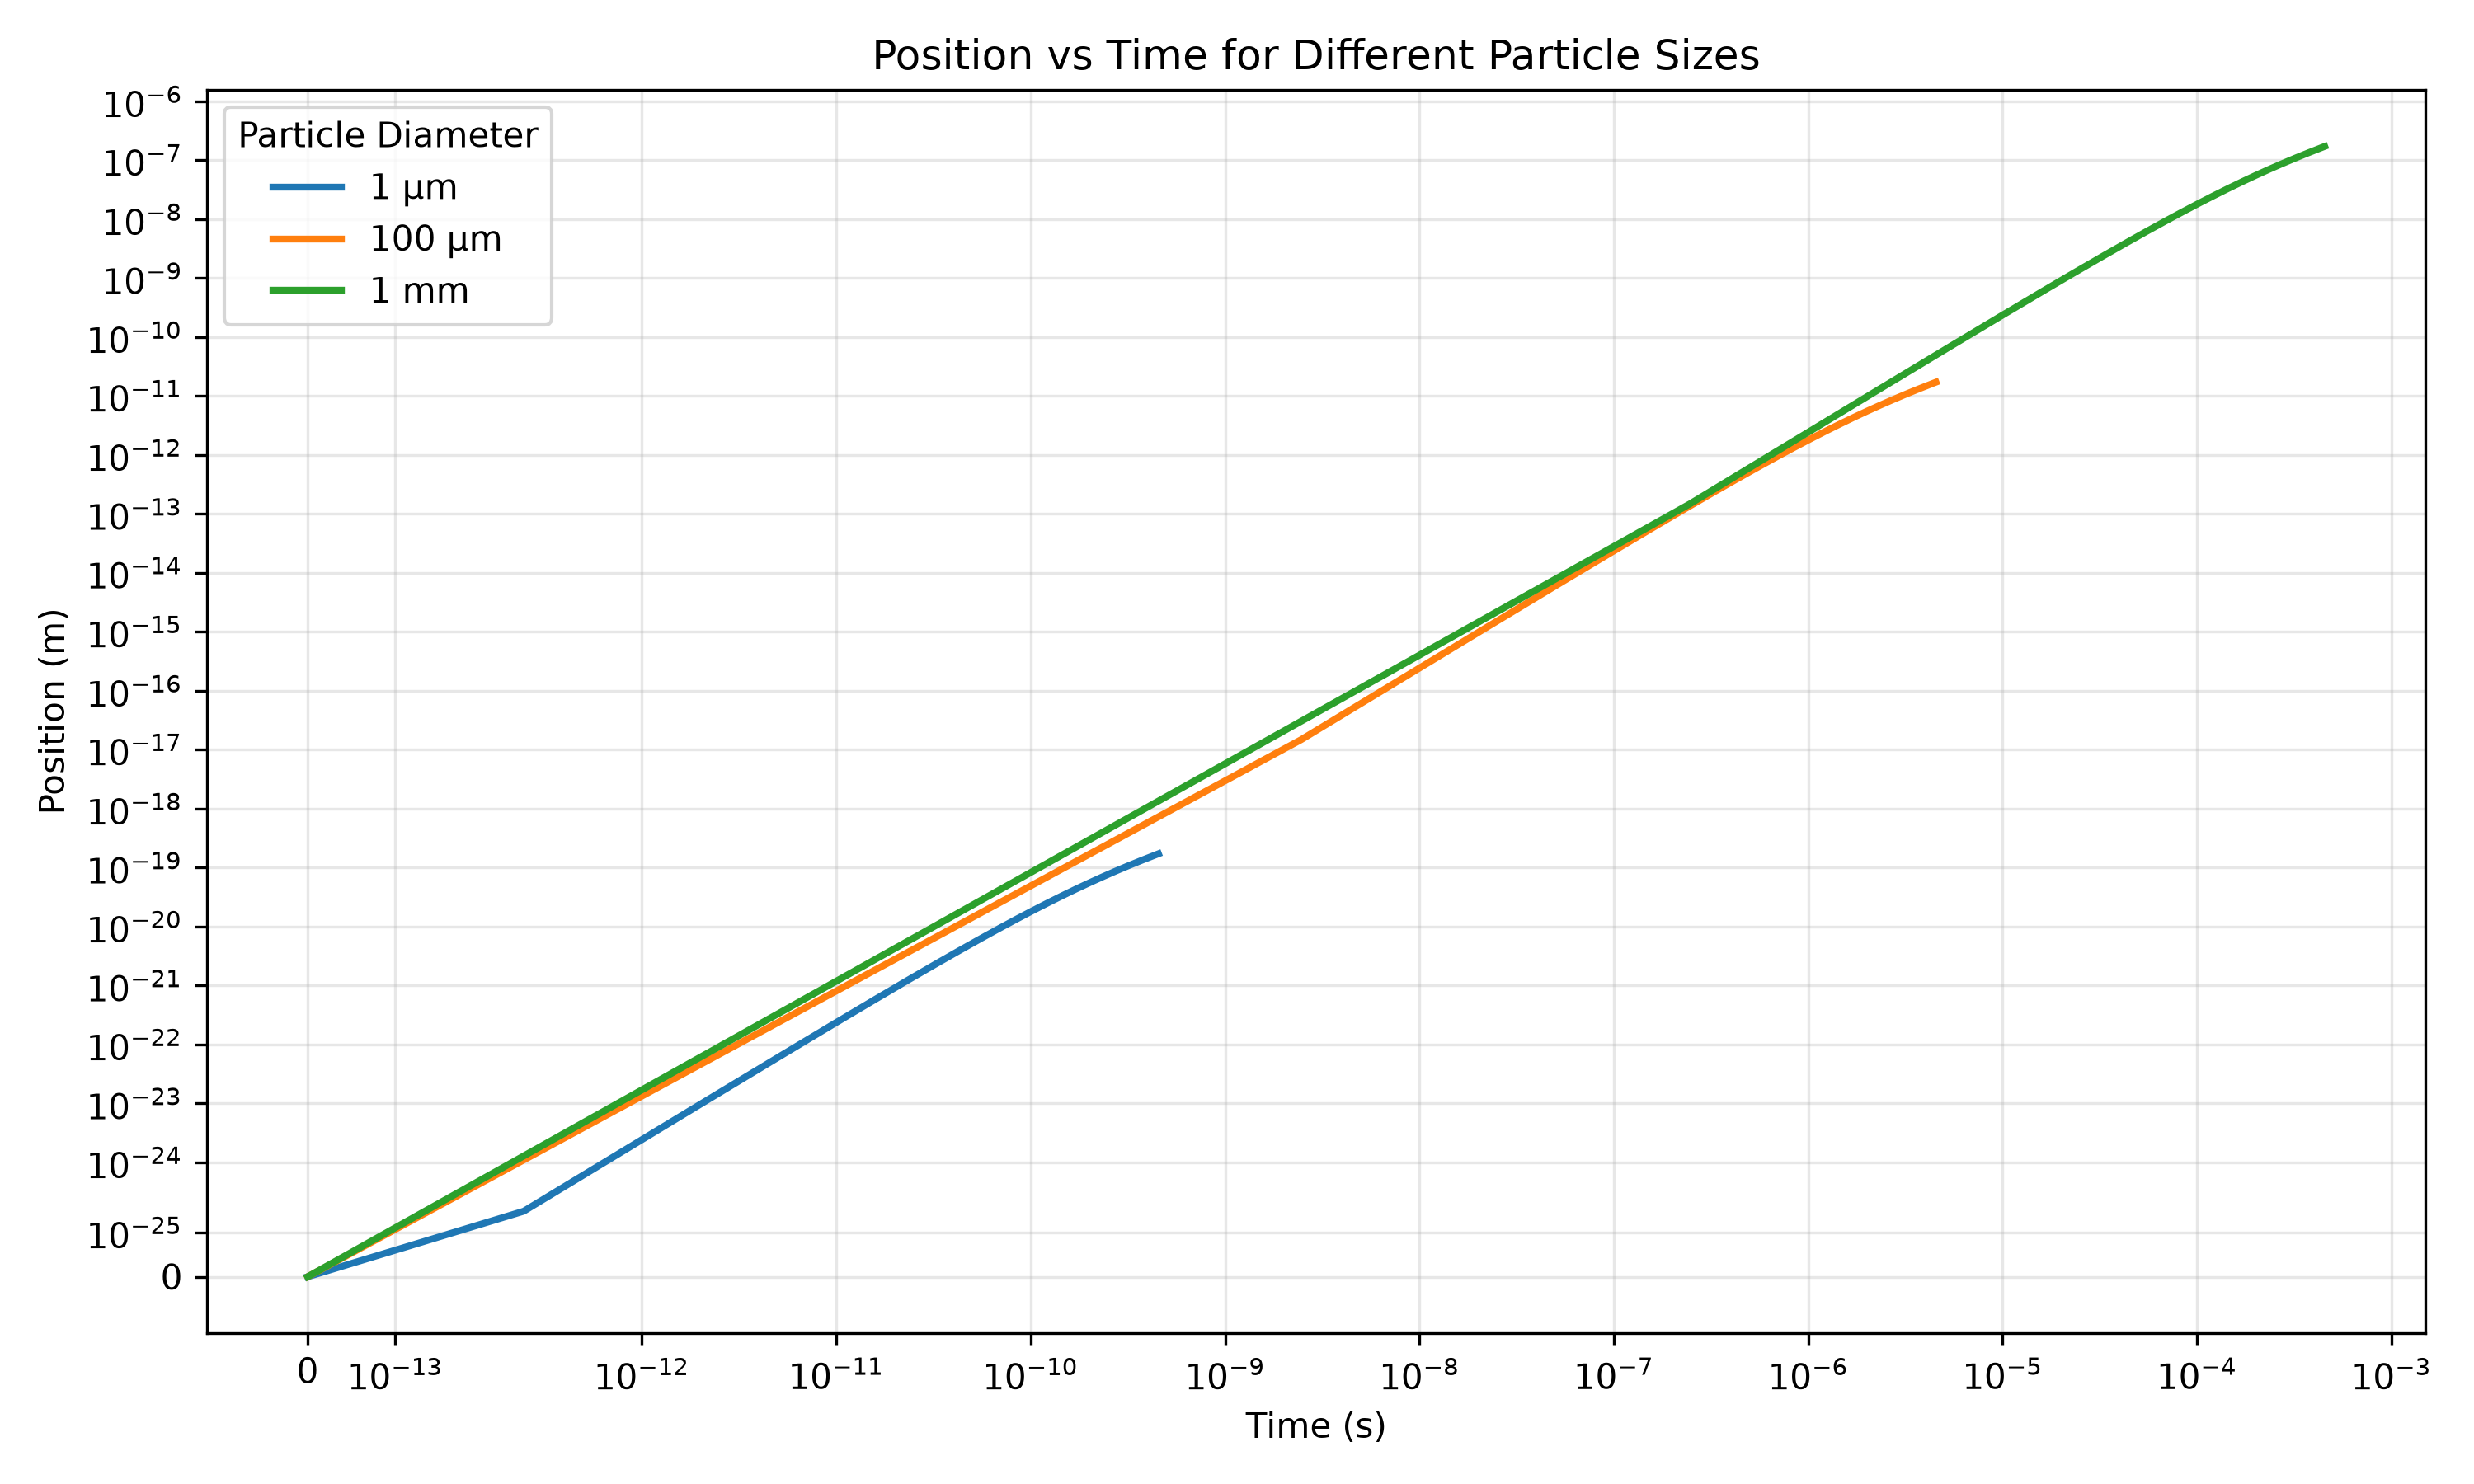 Position vs Time for Different Particle Sizes
Particle Diameter
1 µm
100 µm
1 mm
Position (m)
10⁻⁶
10⁻⁷
10⁻⁸
10⁻⁹
10⁻¹⁰
10⁻¹¹
10⁻¹²
10⁻¹³
10⁻¹⁴
10⁻¹⁵
10⁻¹⁶
10⁻¹⁷
10⁻¹⁸
10⁻¹⁹
10⁻²⁰
10⁻²¹
10⁻²²
10⁻²³
10⁻²⁴
10⁻²⁵
0
0 10⁻¹³ 10⁻¹² 10⁻¹¹ 10⁻¹⁰ 10⁻⁹ 10⁻⁸ 10⁻⁷ 10⁻⁶ 10⁻⁵ 10⁻⁴ 10⁻³
Time (s)